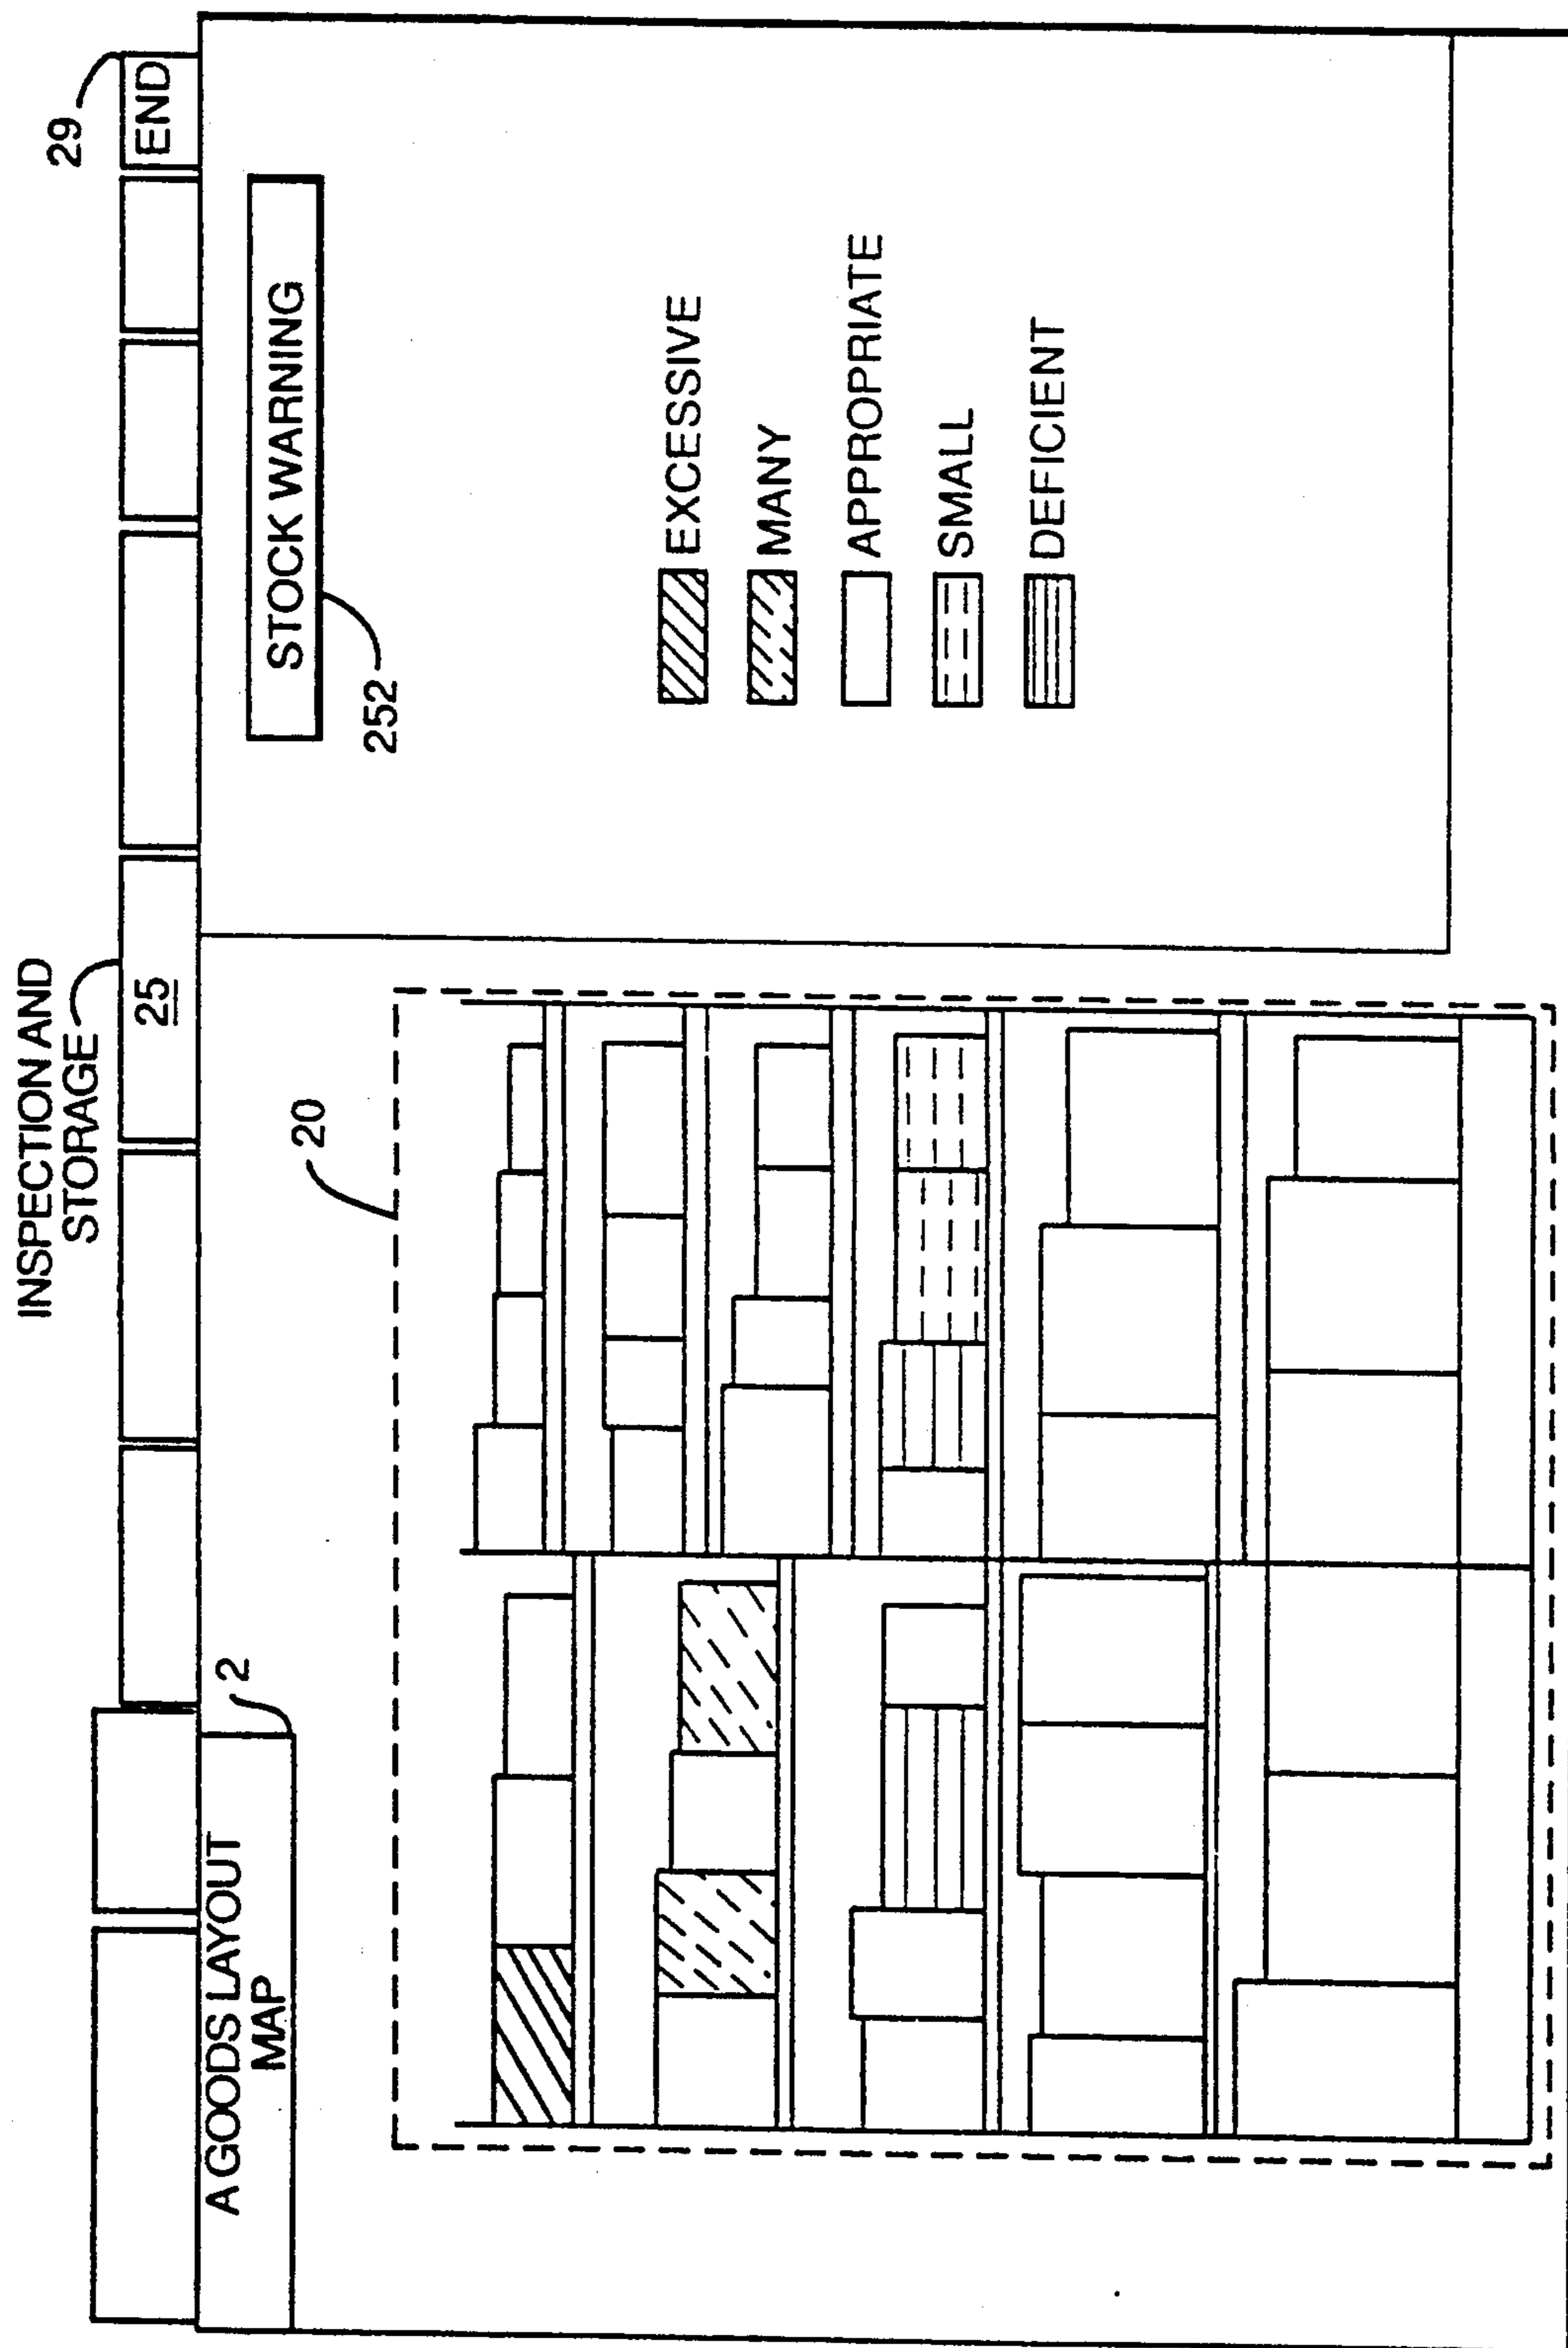 INSPECTION AND
STORAGE
29
25
END
A GOODS LAYOUT
MAP
2
STOCK WARNING
252
20
EXCESSIVE
MANY
APPROPRIATE
SMALL
DEFICIENT